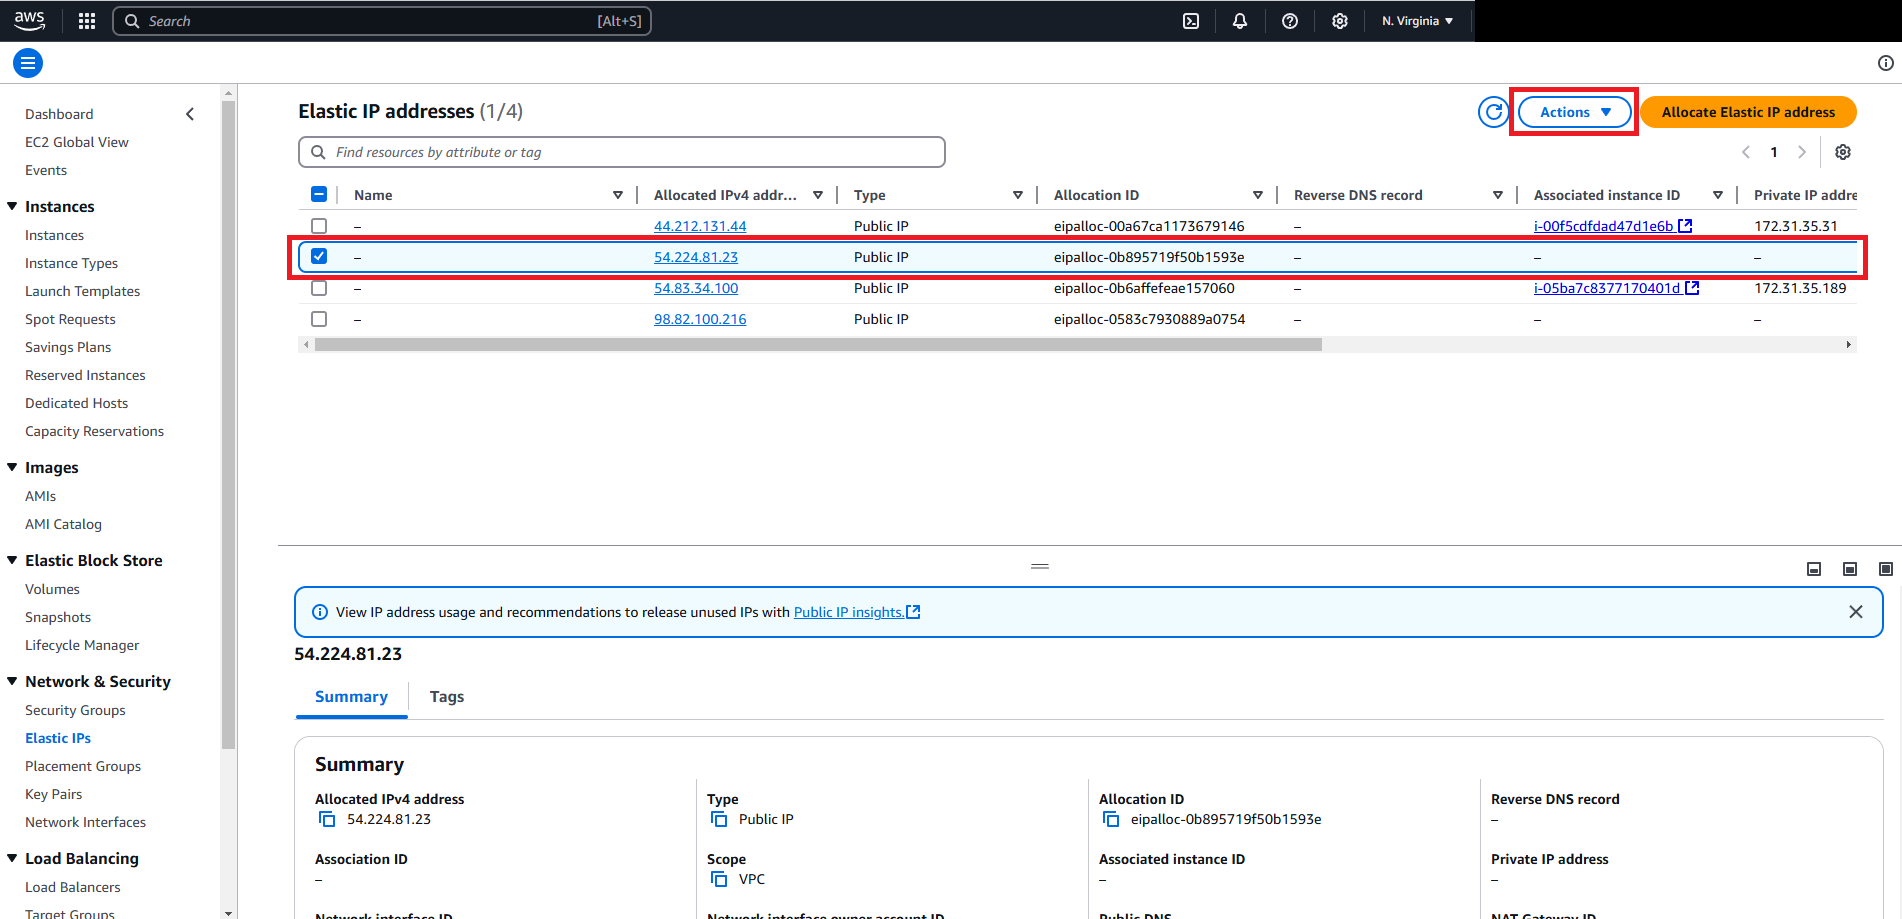 aws
Search [Alt+S]
N. Virginia
Dashboard
EC2 Global View
Events
Instances
Instances
Instance Types
Launch Templates
Spot Requests
Savings Plans
Reserved Instances
Dedicated Hosts
Capacity Reservations
Images
AMIs
AMI Catalog
Elastic Block Store
Volumes
Snapshots
Lifecycle Manager
Network & Security
Security Groups
Elastic IPs
Placement Groups
Key Pairs
Network Interfaces
Load Balancing
Load Balancers
Target Groups
Elastic IP addresses (1/4)
Actions
Allocate Elastic IP address
Find resources by attribute or tag
1
Name Allocated IPv4 addr... Type Allocation ID Reverse DNS record Associated instance ID Private IP addre
– 44.212.131.44 Public IP eipalloc-00a67ca1173679146 – i-00f5cdfdad47d1e6b 172.31.35.31
– 54.224.81.23 Public IP eipalloc-0b895719f50b1593e – – –
– 54.83.34.100 Public IP eipalloc-0b6affefeae157060 – i-05ba7c8377170401d 172.31.35.189
– 98.82.100.216 Public IP eipalloc-0583c7930889a0754 – – –
View IP address usage and recommendations to release unused IPs with Public IP insights.
54.224.81.23
Summary Tags
Summary
Allocated IPv4 address Type Allocation ID Reverse DNS record
54.224.81.23 Public IP eipalloc-0b895719f50b1593e –
Association ID Scope Associated instance ID Private IP address
– VPC – –
Network interface ID Network interface owner account ID Public DNS NAT Gateway ID